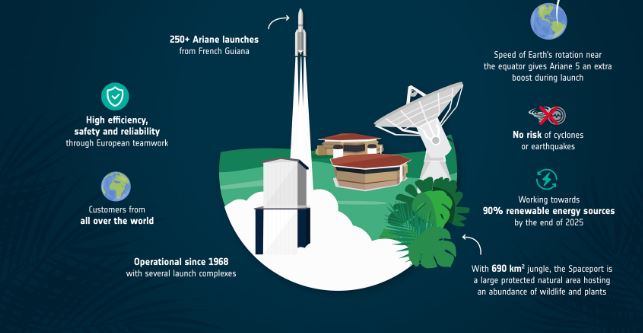 250+ Ariane launches
from French Guiana
High efficiency,
safety and reliability
through European teamwork
Customers from
all over the world
Operational since 1968
with several launch complexes
Speed of Earth's rotation near
the equator gives Ariane 5 an extra
boost during launch
No risk of cyclones
or earthquakes
Working towards
90% renewable energy sources
by the end of 2025
With 690 km² jungle, the Spaceport is
a large protected natural area hosting
an abundance of wildlife and plants